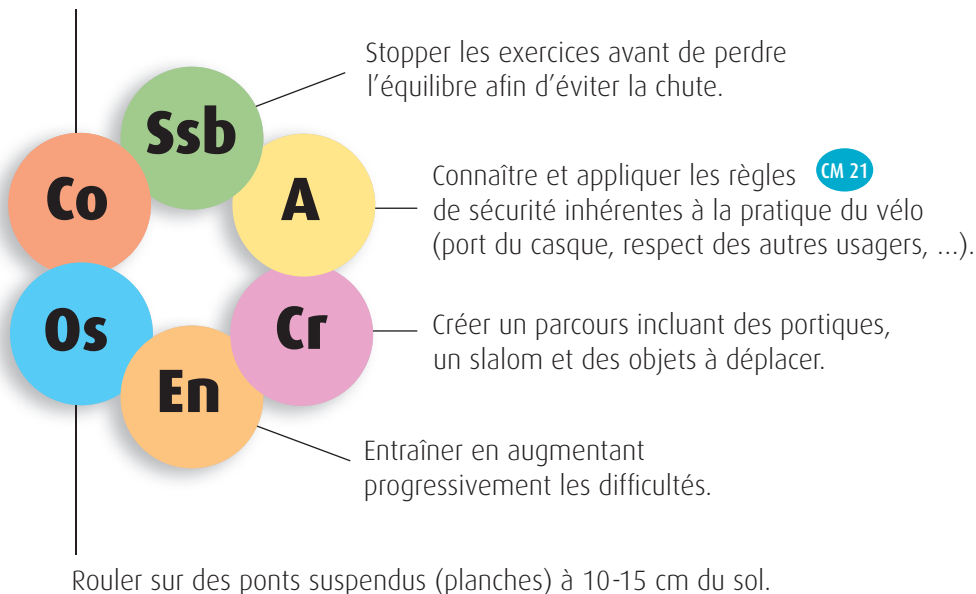 Stopper les exercices avant de perdre
l'équilibre afin d'éviter la chute.
Ssb
Co
A
Connaître et appliquer les règles CM 21
de sécurité inhérentes à la pratique du vélo
(port du casque, respect des autres usagers, ...).
Os
Cr
Créer un parcours incluant des portiques,
un slalom et des objets à déplacer.
En
Entraîner en augmentant
progressivement les difficultés.
Rouler sur des ponts suspendus (planches) à 10-15 cm du sol.